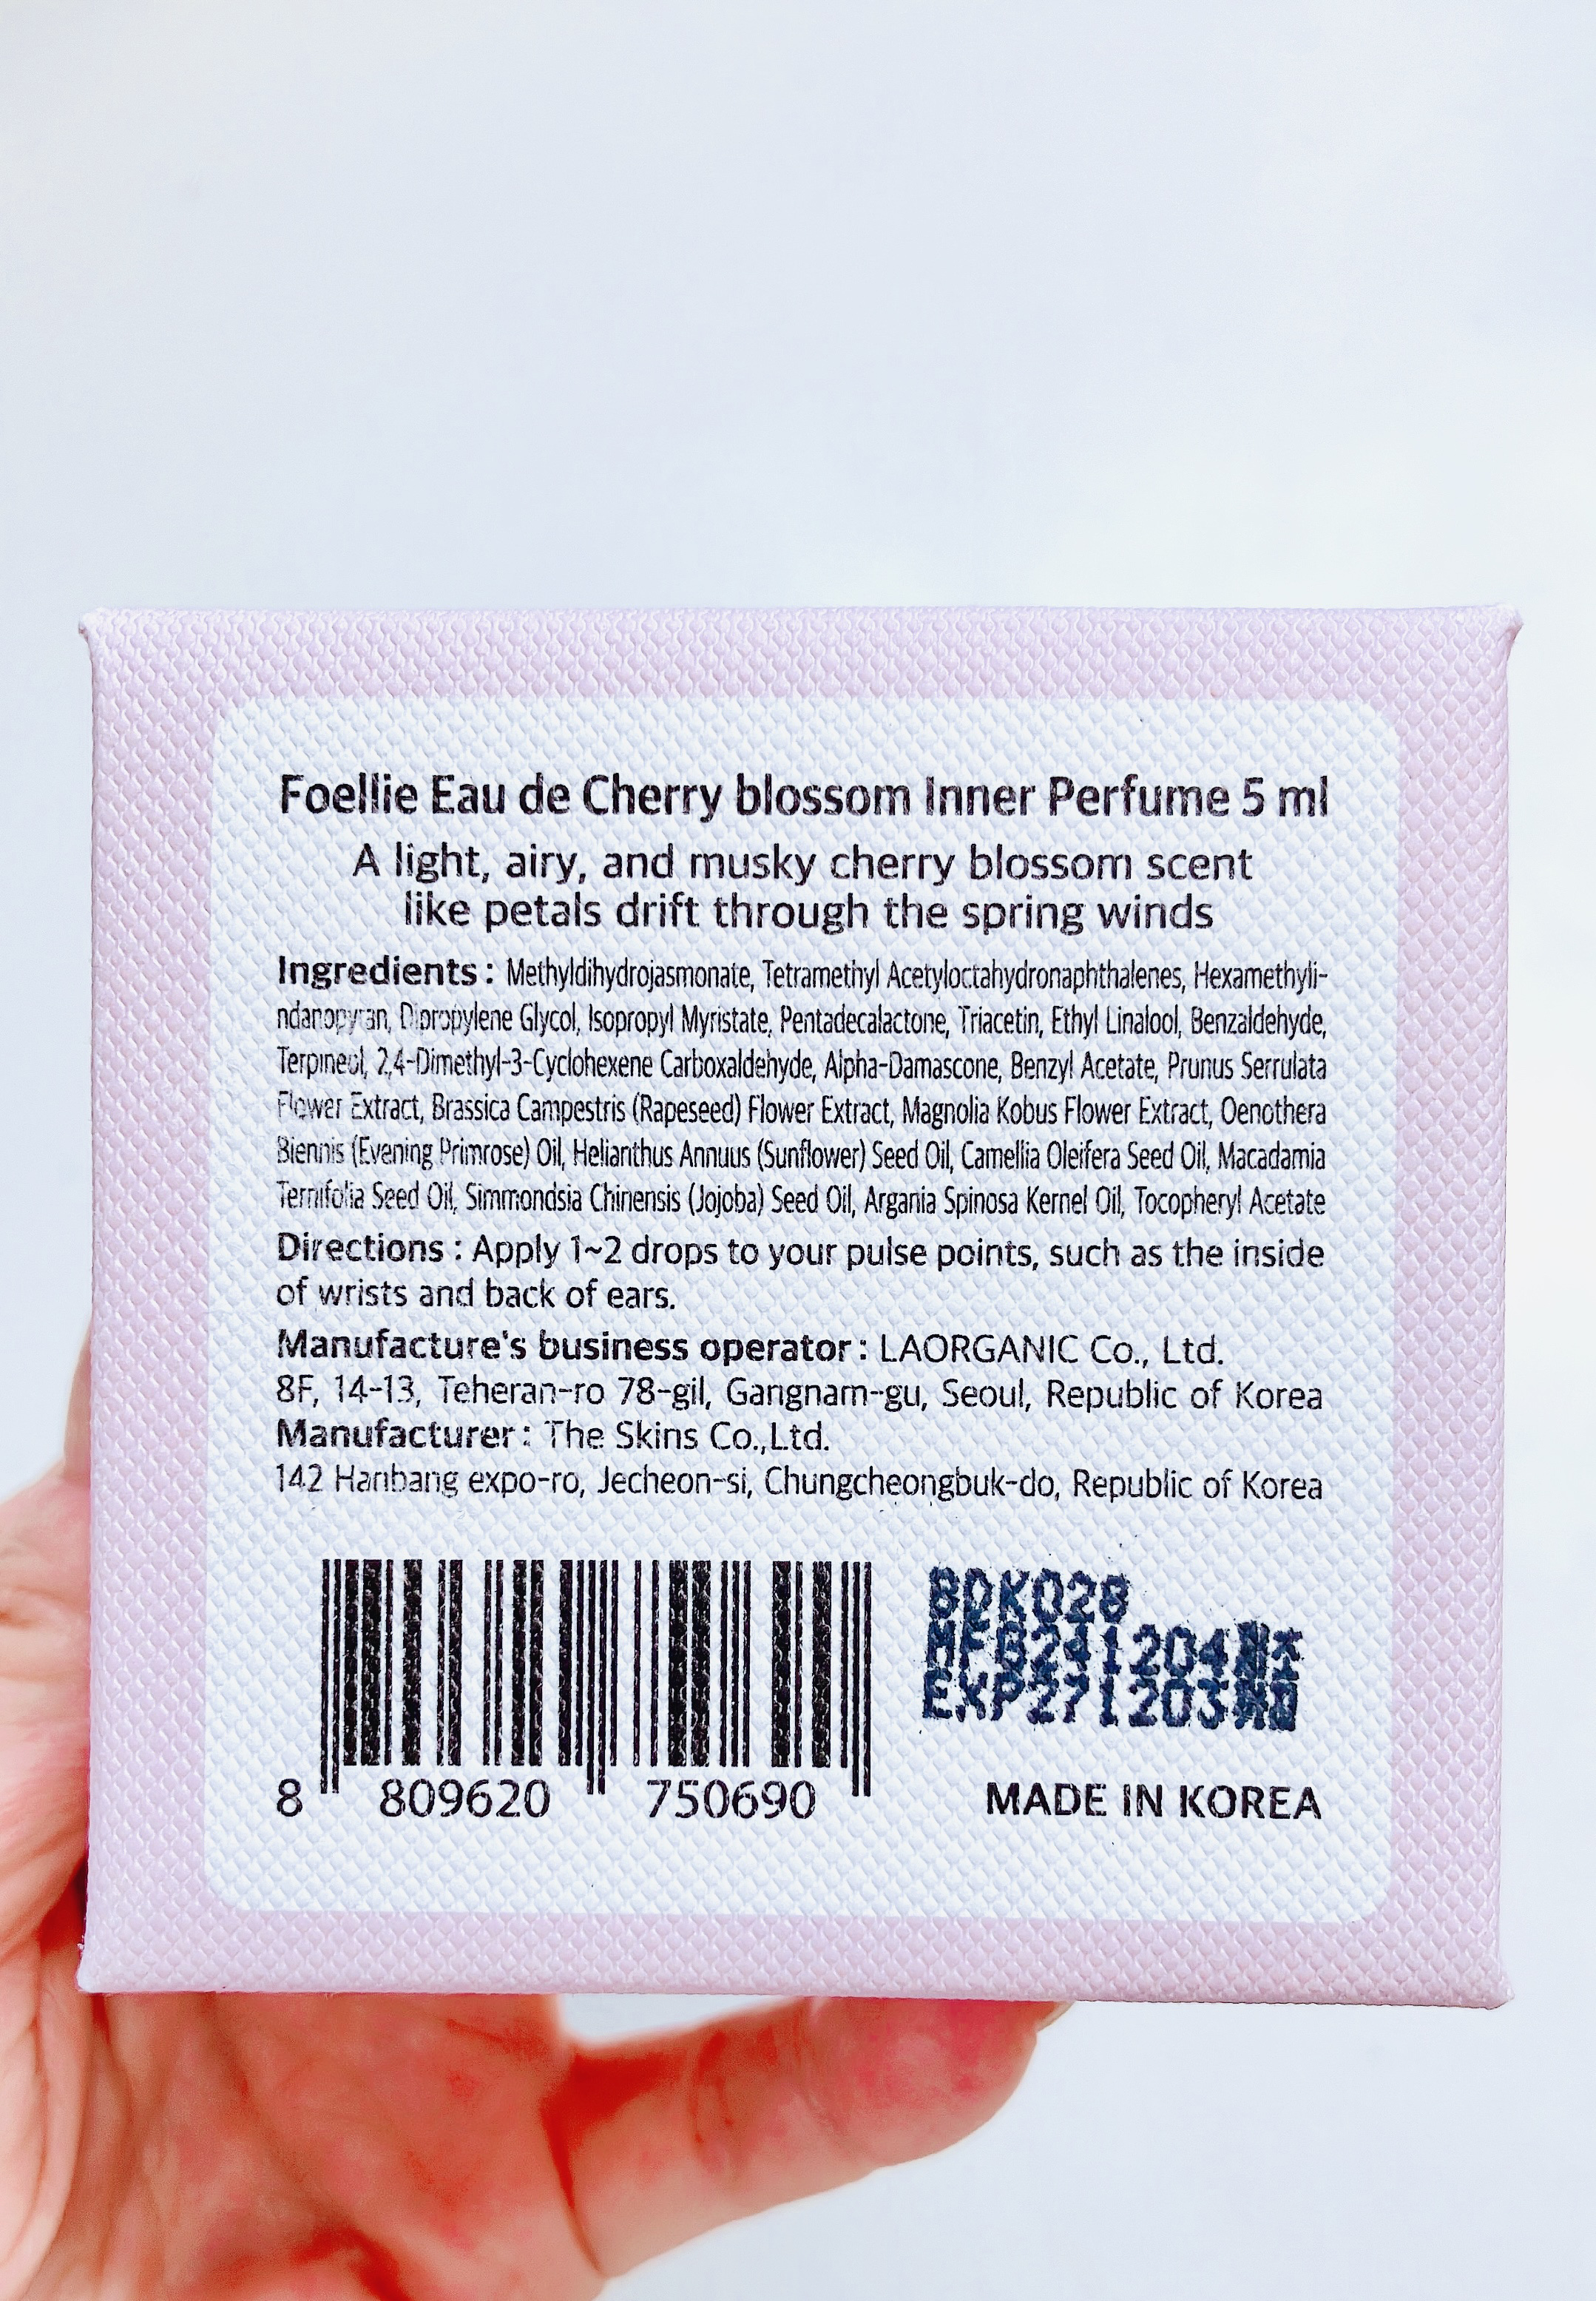 Foellie Eau de Cherry blossom Inner Perfume 5 ml
A light, airy, and musky cherry blossom scent
like petals drift through the spring winds
Ingredients : Methyldihydrojasmonate, Tetramethyl Acetyloctahydronaphthalenes, Hexamethyli-
ndanopyran, Dipropylene Glycol, Isopropyl Myristate, Pentadecalactone, Triacetin, Ethyl Linalool, Benzaldehyde,
Terpineol, 2,4-Dimethyl-3-Cyclohexene Carboxaldehyde, Alpha-Damascone, Benzyl Acetate, Prunus Serrulata
Flower Extract, Brassica Campestris (Rapeseed) Flower Extract, Magnolia Kobus Flower Extract, Oenothera
Biennis (Evening Primrose) Oil, Helianthus Annuus (Sunflower) Seed Oil, Camellia Oleifera Seed Oil, Macadamia
Ternifolia Seed Oil, Simmondsia Chinensis (Jojoba) Seed Oil, Argania Spinosa Kernel Oil, Tocopheryl Acetate
Directions : Apply 1~2 drops to your pulse points, such as the inside
of wrists and back of ears.
Manufacture's business operator : LAORGANIC Co., Ltd.
8F, 14-13, Teheran-ro 78-gil, Gangnam-gu, Seoul, Republic of Korea
Manufacturer : The Skins Co.,Ltd.
142 Hanbang expo-ro, Jecheon-si, Chungcheongbuk-do, Republic of Korea
BOK028
MFG241204
EXP271203
8 809620 750690
MADE IN KOREA